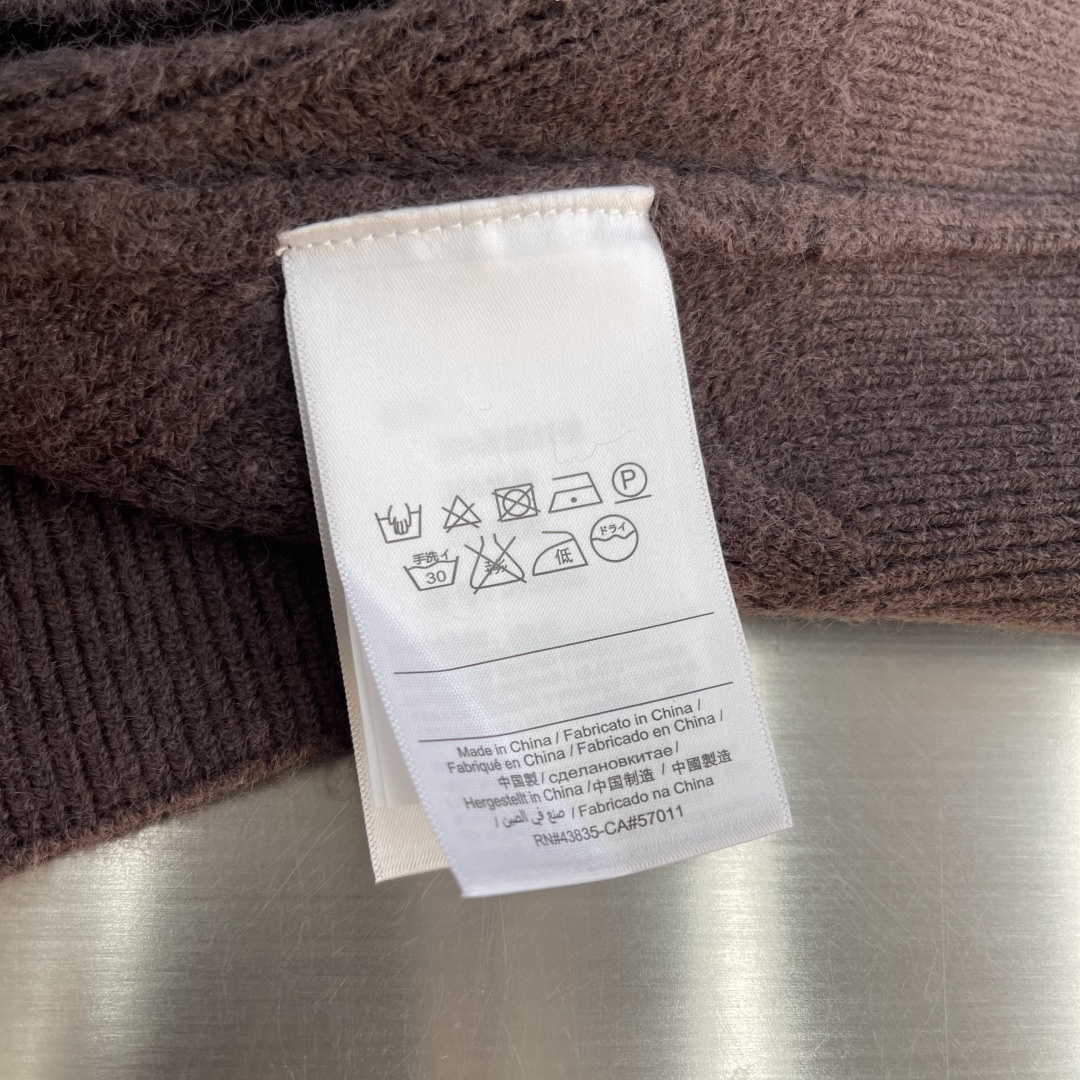 P
手洗イ
30
低
ドライ
Made in China / Fabricato in China /
Fabriqué en China / Fabricado en China /
中国製 / сделановкитае /
Hergestellt in China /中国制造 / 中國製造
صنع في الصين / / Fabricado na China
RN#43835-CA#57011